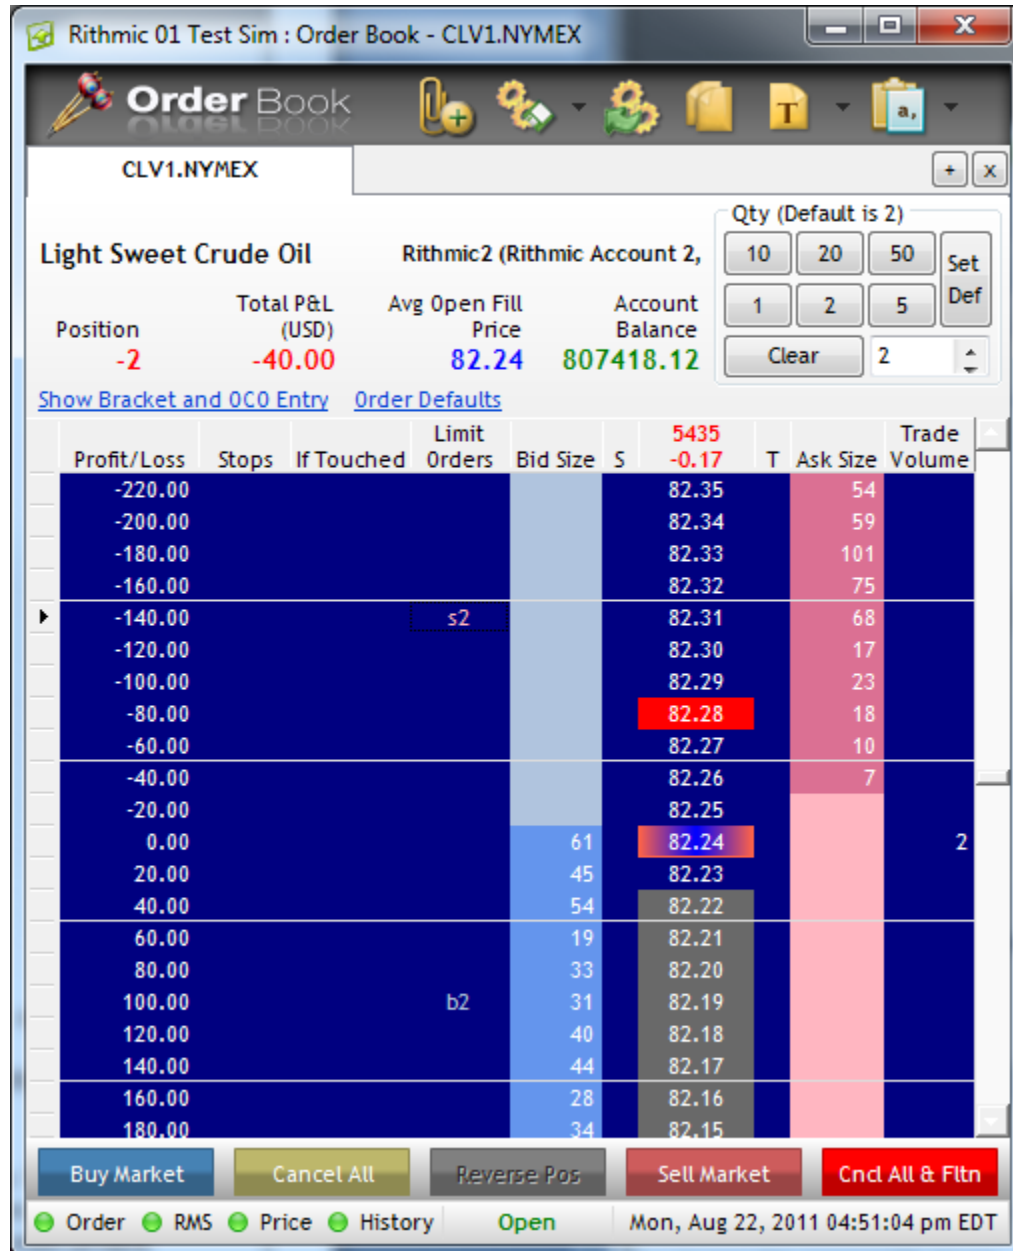 Rithmic 01 Test Sim : Order Book - CLV1.NYMEX
Order Book
T
a,
CLV1.NYMEX
+ x
Qty (Default is 2)
Light Sweet Crude Oil Rithmic2 (Rithmic Account 2,
10 20 50 Set Def
1 2 5
Clear 2
Position Total P&L (USD) Avg Open Fill Price Account Balance
-2 -40.00 82.24 807418.12
Show Bracket and OCO Entry Order Defaults
Profit/Loss Stops If Touched Limit Orders Bid Size S 5435 -0.17 T Ask Size Trade Volume
-220.00 82.35 54
-200.00 82.34 59
-180.00 82.33 101
-160.00 82.32 75
-140.00 s2 82.31 68
-120.00 82.30 17
-100.00 82.29 23
-80.00 82.28 18
-60.00 82.27 10
-40.00 82.26 7
-20.00 82.25
0.00 61 82.24 2
20.00 45 82.23
40.00 54 82.22
60.00 19 82.21
80.00 33 82.20
100.00 b2 31 82.19
120.00 40 82.18
140.00 44 82.17
160.00 28 82.16
180.00 34 82.15
Buy Market Cancel All Reverse Pos Sell Market Cncl All & Fltn
Order RMS Price History Open Mon, Aug 22, 2011 04:51:04 pm EDT